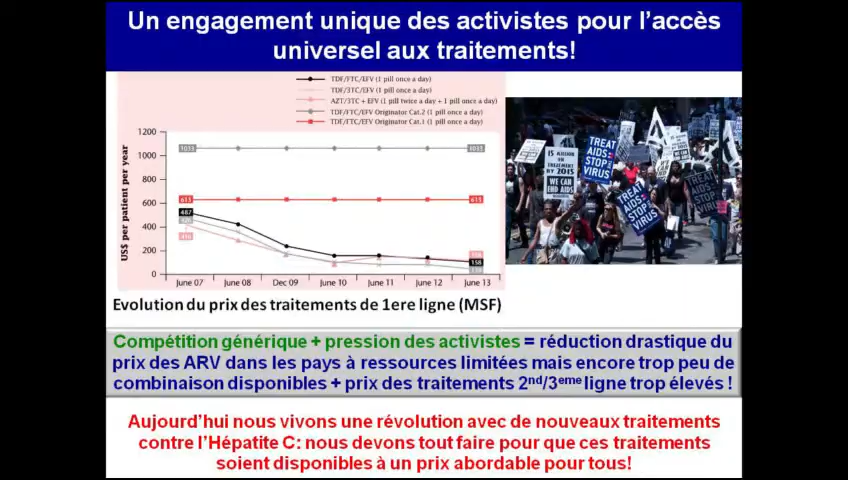 Un engagement unique des activistes pour l'accès
universel aux traitements!
TDF/FTC/EFV (1 pill once a day)
TDF/3TC/EFV (1 pill once a day)
AZT/3TC + EFV (1 pill twice a day + 1 pill once a day)
TDF/FTC/EFV Originator Cat.2 (1 pill once a day)
TDF/FTC/EFV Originator Cat.1 (1 pill once a day)
US$ per patient per year
1200
1000
800
600
400
200
0
1033
1033
613
613
487
158
June 07
June 08
Dec 09
June 10
June 11
June 12
June 13
15 MILLION
ON
TREATMENT
BY 2015
WE CAN
END AIDS
TREAT
AIDS
STOP
VIRUS
TREAT
AIDS
STOP
VIRUS
Evolution du prix des traitements de 1ere ligne (MSF)
Compétition générique + pression des activistes = réduction drastique du
prix des ARV dans les pays à ressources limitées mais encore trop peu de
combinaison disponibles + prix des traitements 2nd/3eme ligne trop élevés !
Aujourd'hui nous vivons une révolution avec de nouveaux traitements
contre l'Hépatite C: nous devons tout faire pour que ces traitements
soient disponibles à un prix abordable pour tous!